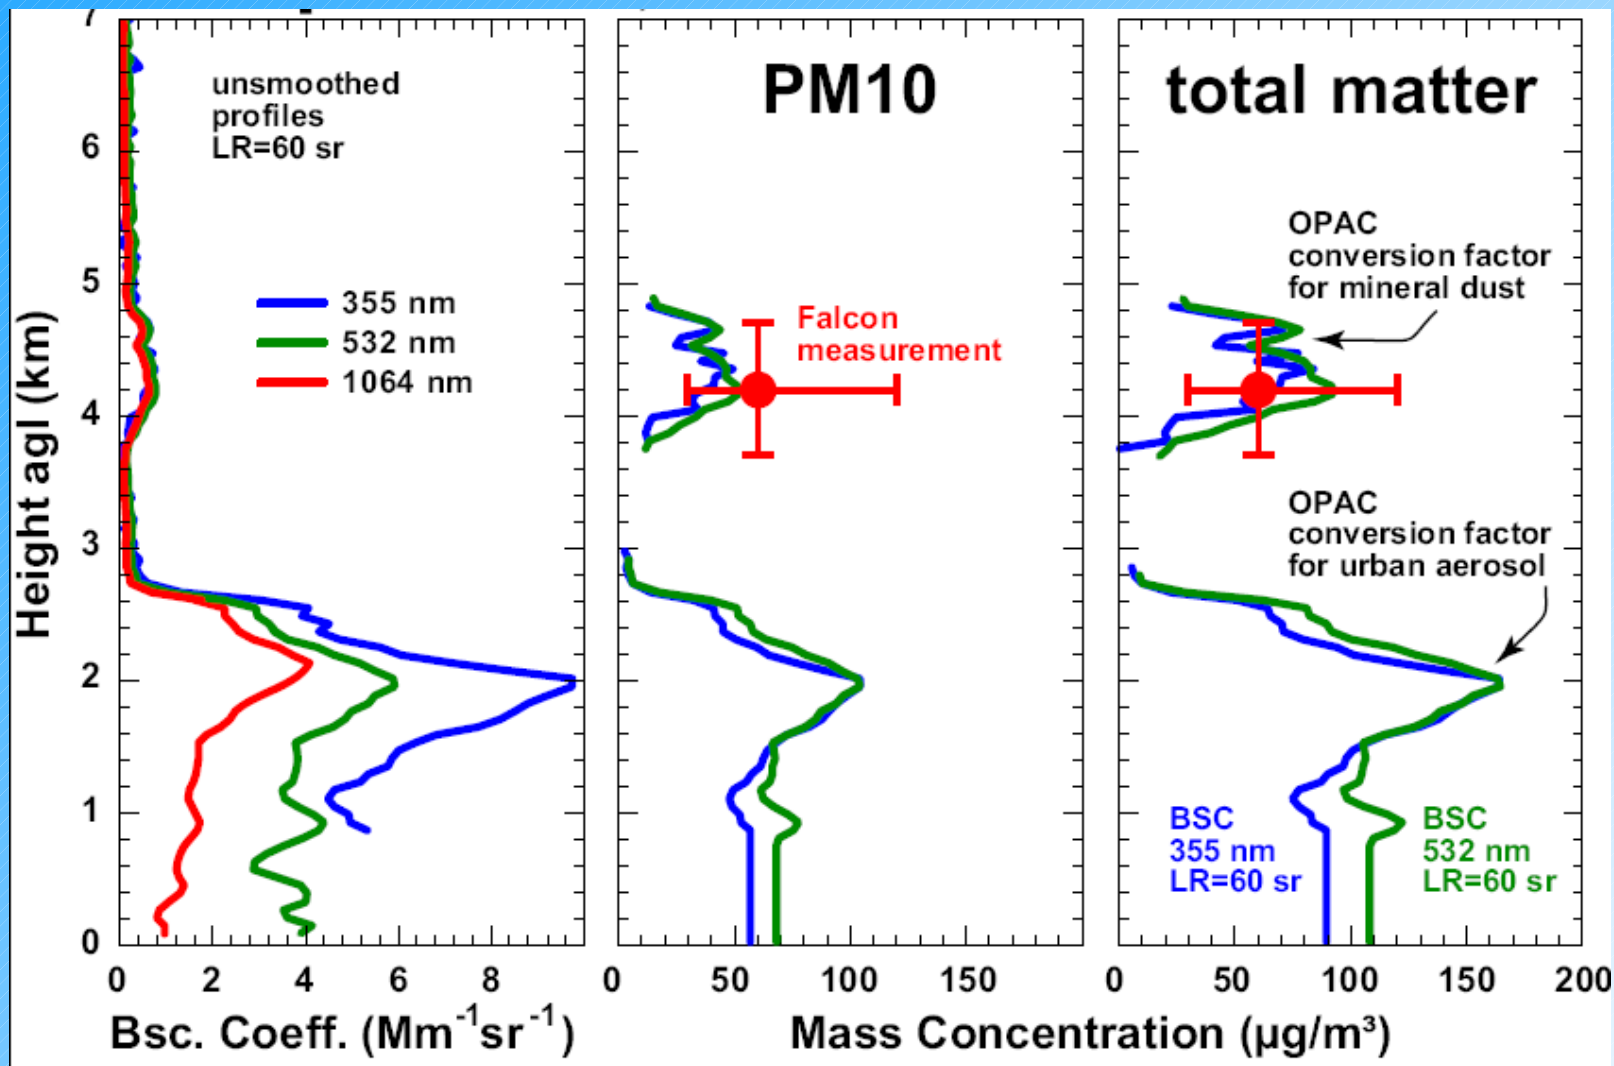 7
6
5
4
3
2
1
0
Height agl (km)
unsmoothed
profiles
LR=60 sr
355 nm
532 nm
1064 nm
0 2 4 6 8
Bsc. Coeff. (Mm⁻¹sr⁻¹)
PM10
Falcon
measurement
0 50 100 150
total matter
OPAC
conversion factor
for mineral dust
OPAC
conversion factor
for urban aerosol
BSC
355 nm
LR=60 sr
BSC
532 nm
LR=60 sr
0 50 100 150 200
Mass Concentration (µg/m³)